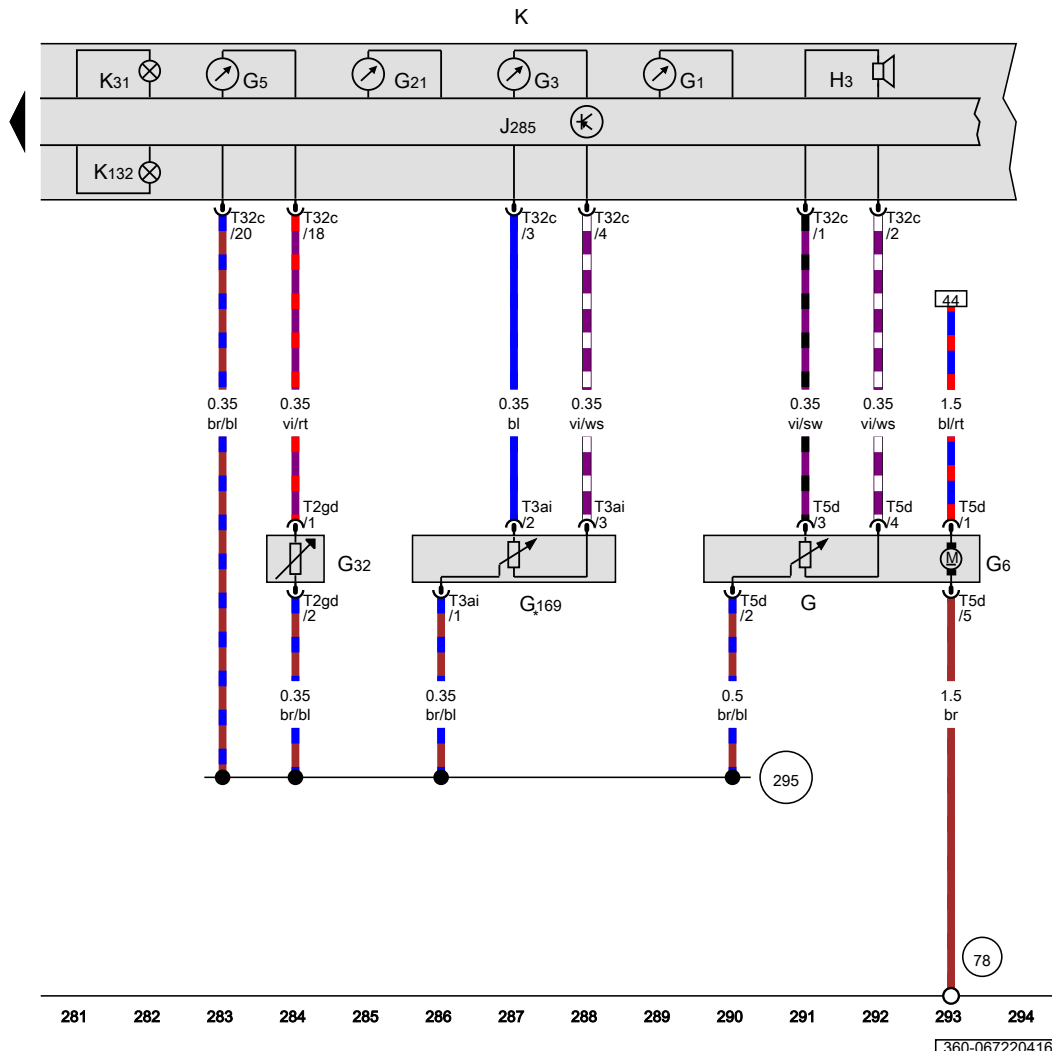 K
K31
G5
G21
G3
G1
H3
J285
K132
T32c
/20
T32c
/18
T32c
/3
T32c
/4
T32c
/1
T32c
/2
44
0.35
br/bl
0.35
vi/rt
0.35
bl
0.35
vi/ws
0.35
vi/sw
0.35
vi/ws
1.5
bl/rt
T2gd
/1
T3ai
/2
T3ai
/3
T5d
/3
T5d
/4
T5d
/1
G32
M
G6
T2gd
/2
T3ai
/1
G*169
T5d
/2
G
T5d
/5
0.35
br/bl
0.35
br/bl
0.5
br/bl
1.5
br
295
78
281 282 283 284 285 286 287 288 289 290 291 292 293 294
360-067220416